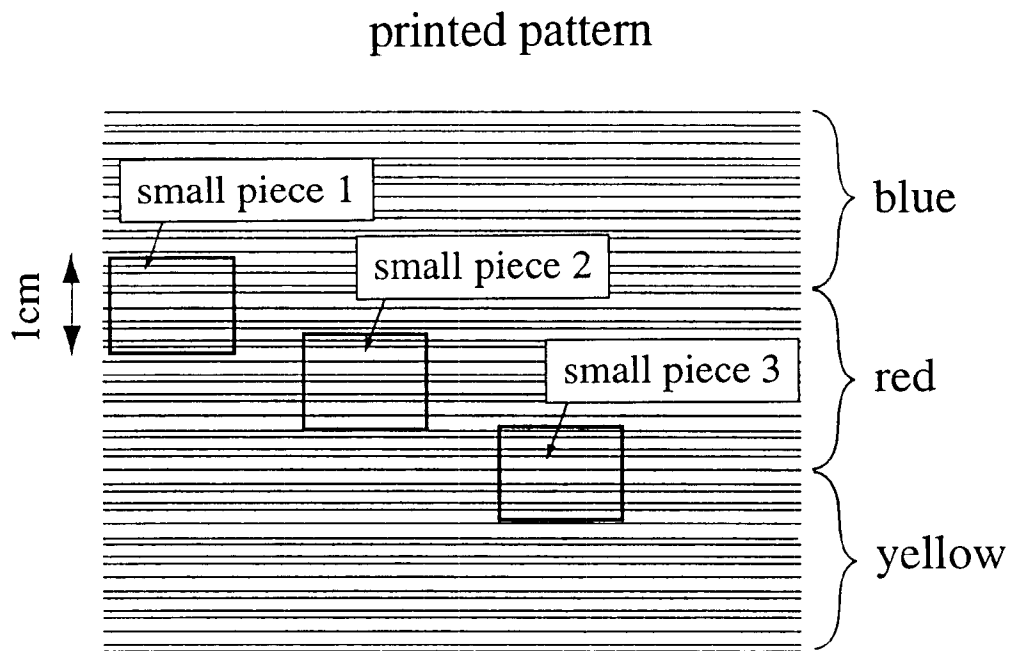 printed pattern
small piece 1
blue
small piece 2
1cm
small piece 3
red
yellow